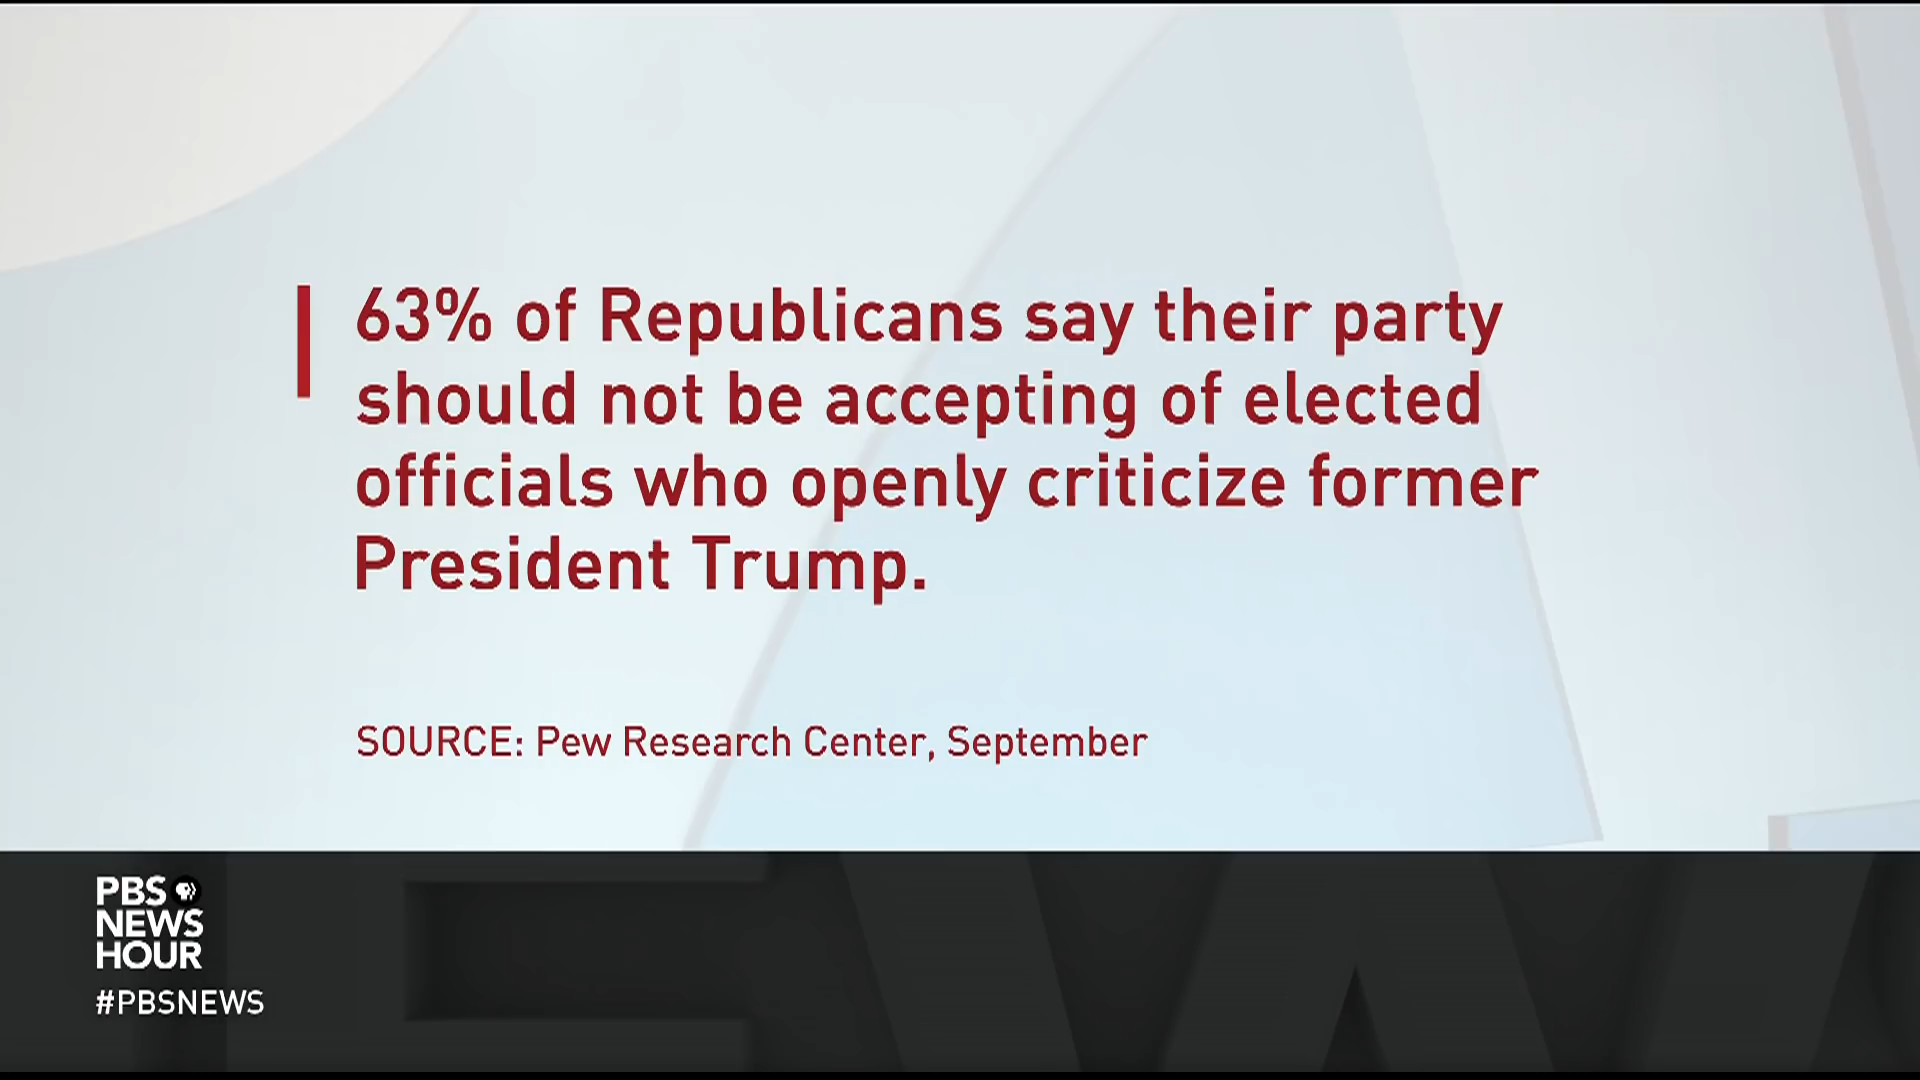 63% of Republicans say their party
should not be accepting of elected
officials who openly criticize former
President Trump.
SOURCE: Pew Research Center, September
PBS
NEWS
HOUR
#PBSNEWS